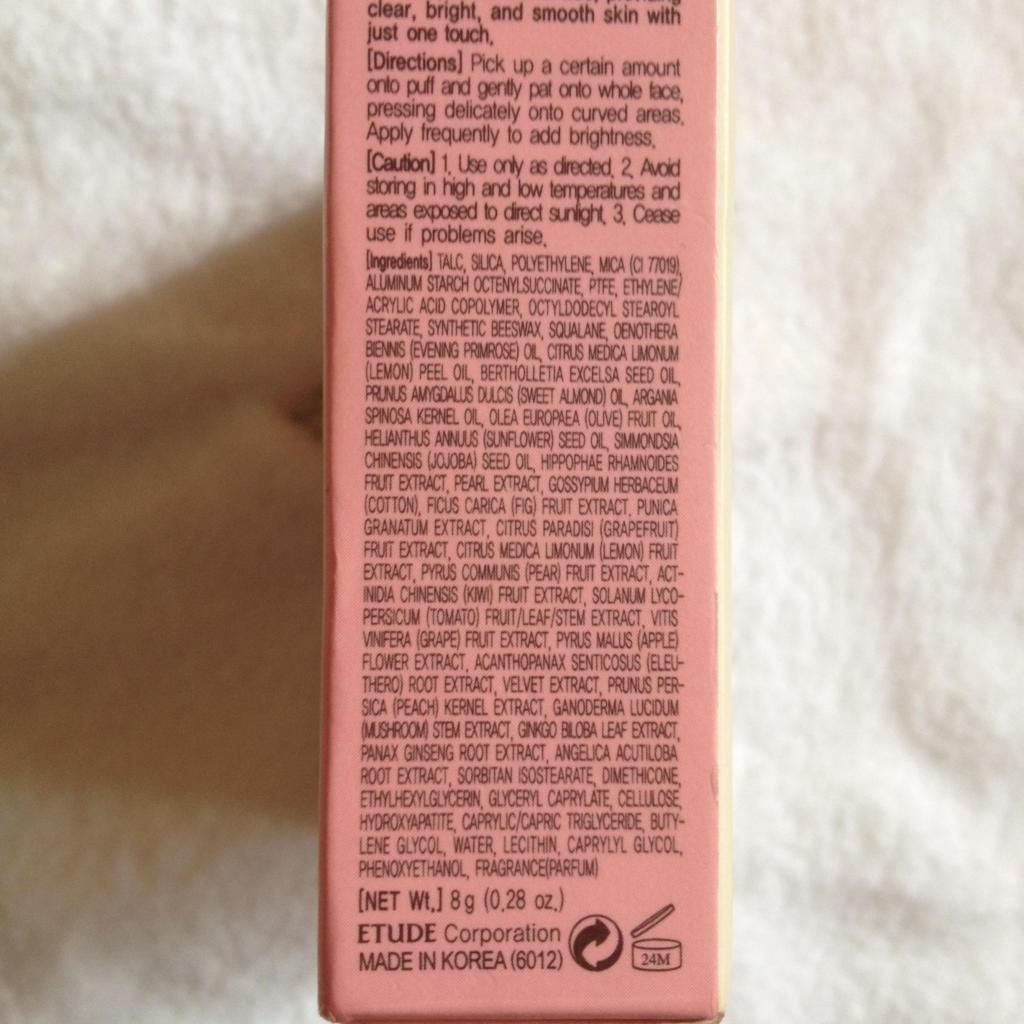 clear, bright, and smooth skin with
just one touch.
[Directions] Pick up a certain amount
onto puff and gently pat onto whole face,
pressing delicately onto curved areas.
Apply frequently to add brightness.
[Caution] 1. Use only as directed. 2. Avoid
storing in high and low temperatures and
areas exposed to direct sunlight. 3. Cease
use if problems arise.
[Ingredients] TALC, SILICA, POLYETHYLENE, MICA (CI 77019),
ALUMINUM STARCH OCTENYLSUCCINATE, PTFE, ETHYLENE/
ACRYLIC ACID COPOLYMER, OCTYLDODECYL STEAROYL
STEARATE, SYNTHETIC BEESWAX, SQUALANE, OENOTHERA
BIENNIS (EVENING PRIMROSE) OIL, CITRUS MEDICA LIMONUM
(LEMON) PEEL OIL, BERTHOLLETIA EXCELSA SEED OIL,
PRUNUS AMYGDALUS DULCIS (SWEET ALMOND) OIL, ARGANIA
SPINOSA KERNEL OIL, OLEA EUROPAEA (OLIVE) FRUIT OIL,
HELIANTHUS ANNUUS (SUNFLOWER) SEED OIL, SIMMONDSIA
CHINENSIS (JOJOBA) SEED OIL, HIPPOPHAE RHAMNOIDES
FRUIT EXTRACT, PEARL EXTRACT, GOSSYPIUM HERBACEUM
(COTTON), FICUS CARICA (FIG) FRUIT EXTRACT, PUNICA
GRANATUM EXTRACT, CITRUS PARADISI (GRAPEFRUIT)
FRUIT EXTRACT, CITRUS MEDICA LIMONUM (LEMON) FRUIT
EXTRACT, PYRUS COMMUNIS (PEAR) FRUIT EXTRACT, ACT-
INIDIA CHINENSIS (KIWI) FRUIT EXTRACT, SOLANUM LYCO-
PERSICUM (TOMATO) FRUIT/LEAF/STEM EXTRACT, VITIS
VINIFERA (GRAPE) FRUIT EXTRACT, PYRUS MALUS (APPLE)
FLOWER EXTRACT, ACANTHOPANAX SENTICOSUS (ELEU-
THERO) ROOT EXTRACT, VELVET EXTRACT, PRUNUS PER-
SICA (PEACH) KERNEL EXTRACT, GANODERMA LUCIDUM
(MUSHROOM) STEM EXTRACT, GINKGO BILOBA LEAF EXTRACT,
PANAX GINSENG ROOT EXTRACT, ANGELICA ACUTILOBA
ROOT EXTRACT, SORBITAN ISOSTEARATE, DIMETHICONE,
ETHYLHEXYLGLYCERIN, GLYCERYL CAPRYLATE, CELLULOSE,
HYDROXYAPATITE, CAPRYLIC/CAPRIC TRIGLYCERIDE, BUTY-
LENE GLYCOL, WATER, LECITHIN, CAPRYLYL GLYCOL,
PHENOXYETHANOL, FRAGRANCE(PARFUM)
[NET Wt.] 8g (0.28 oz.)
ETUDE Corporation
MADE IN KOREA (6012)
24M